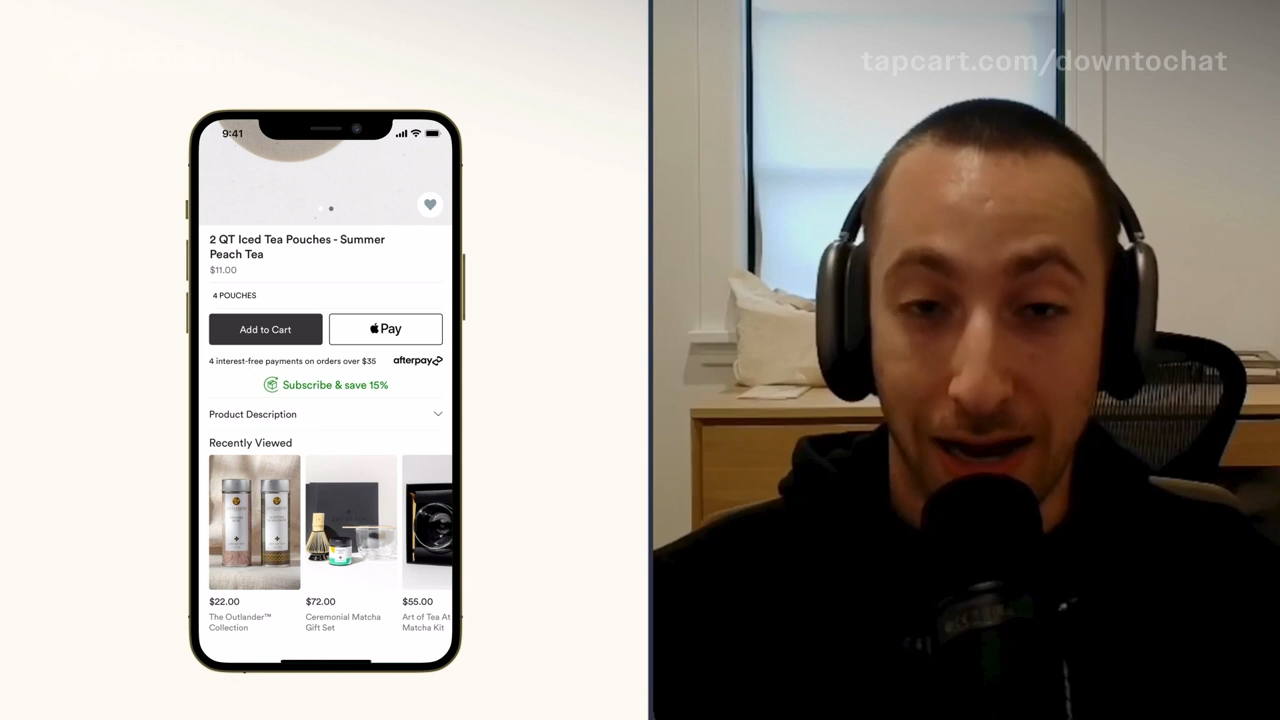 tapcart.com/downtochat
9:41
2 QT Iced Tea Pouches - Summer
Peach Tea
$11.00
4 POUCHES
Add to Cart
Pay
4 interest-free payments on orders over $35
afterpay
Subscribe & save 15%
Product Description
Recently Viewed
$22.00
The Outlander™
Collection
$72.00
Ceremonial Matcha
Gift Set
$55.00
Art of Tea At
Matcha Kit